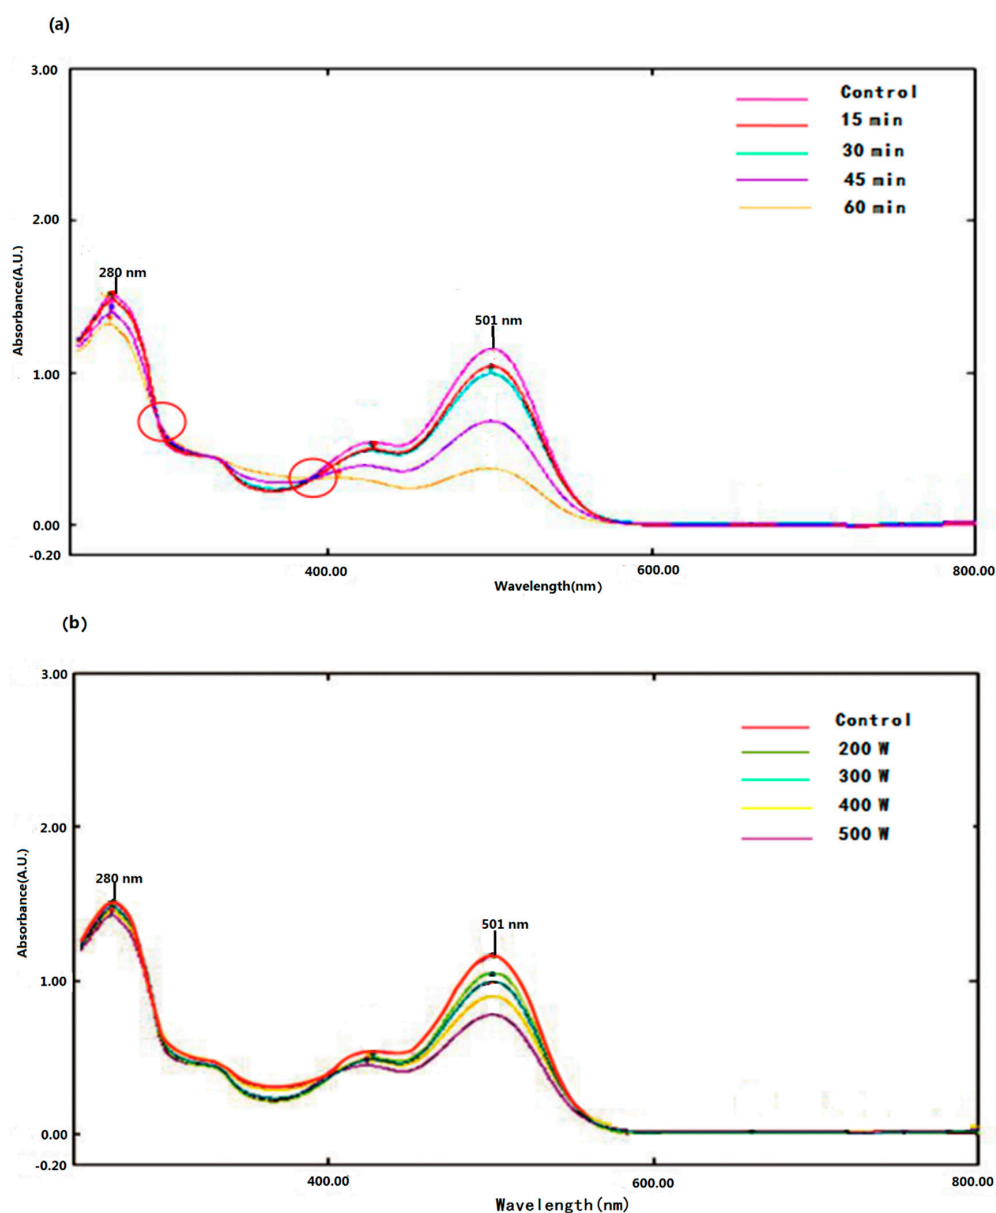 (a)
3.00
Control
15 min
30 min
45 min
60 min
2.00
280 nm
501 nm
Absorbance(A.U.)
1.00
0.00
-0.20
400.00
600.00
800.00
Wavelength(nm)
(b)
3.00
Control
200 W
300 W
400 W
500 W
2.00
280 nm
501 nm
Absorbance(A.U.)
1.00
0.00
-0.20
400.00
600.00
800.00
Wavelength(nm)